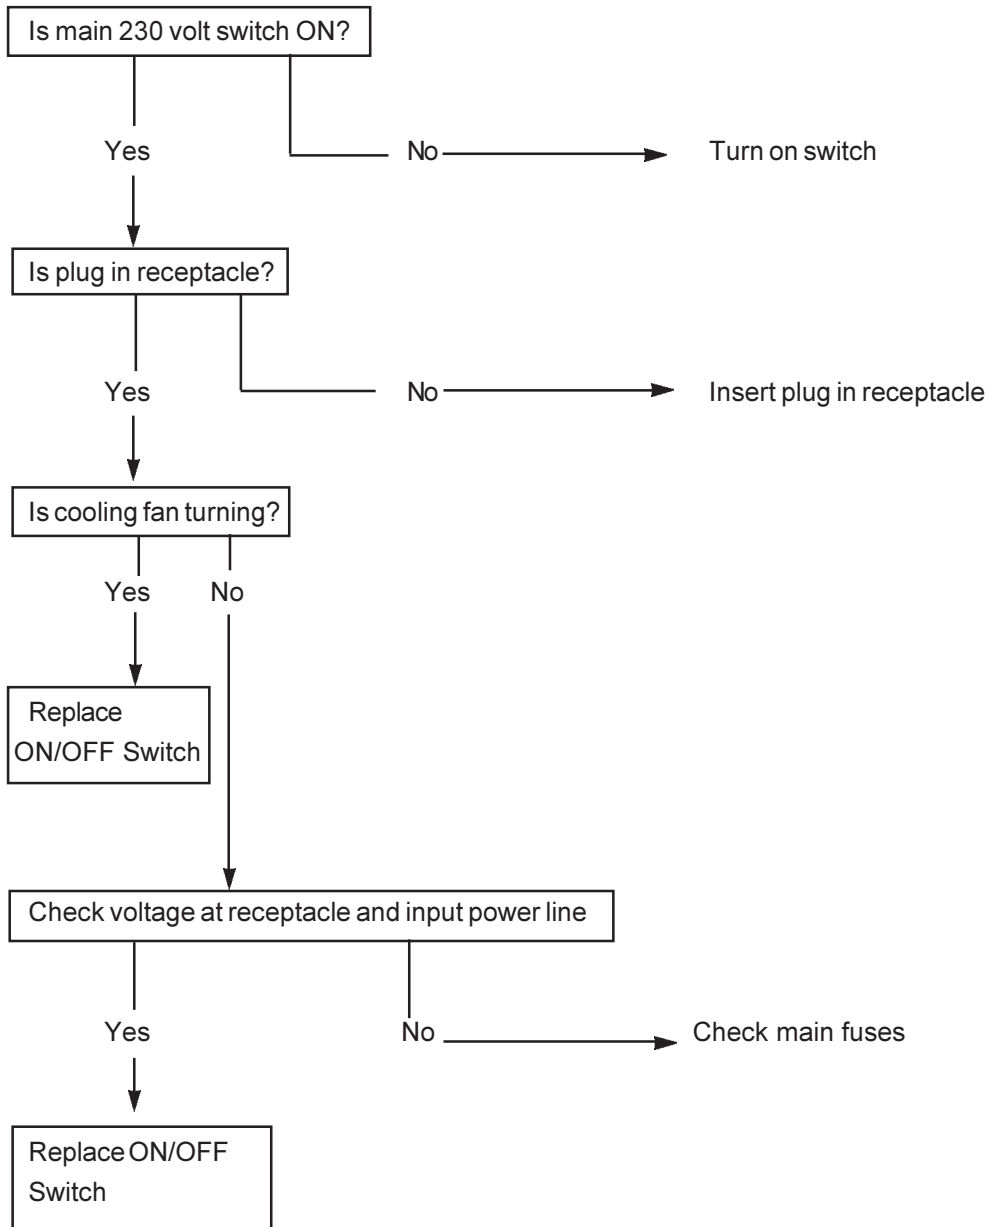 Is main 230 volt switch ON?
Yes
No
Turn on switch
Is plug in receptacle?
Yes
No
Insert plug in receptacle
Is cooling fan turning?
Yes
No
Replace
ON/OFF Switch
Check voltage at receptacle and input power line
Yes
No
Check main fuses
Replace ON/OFF
Switch